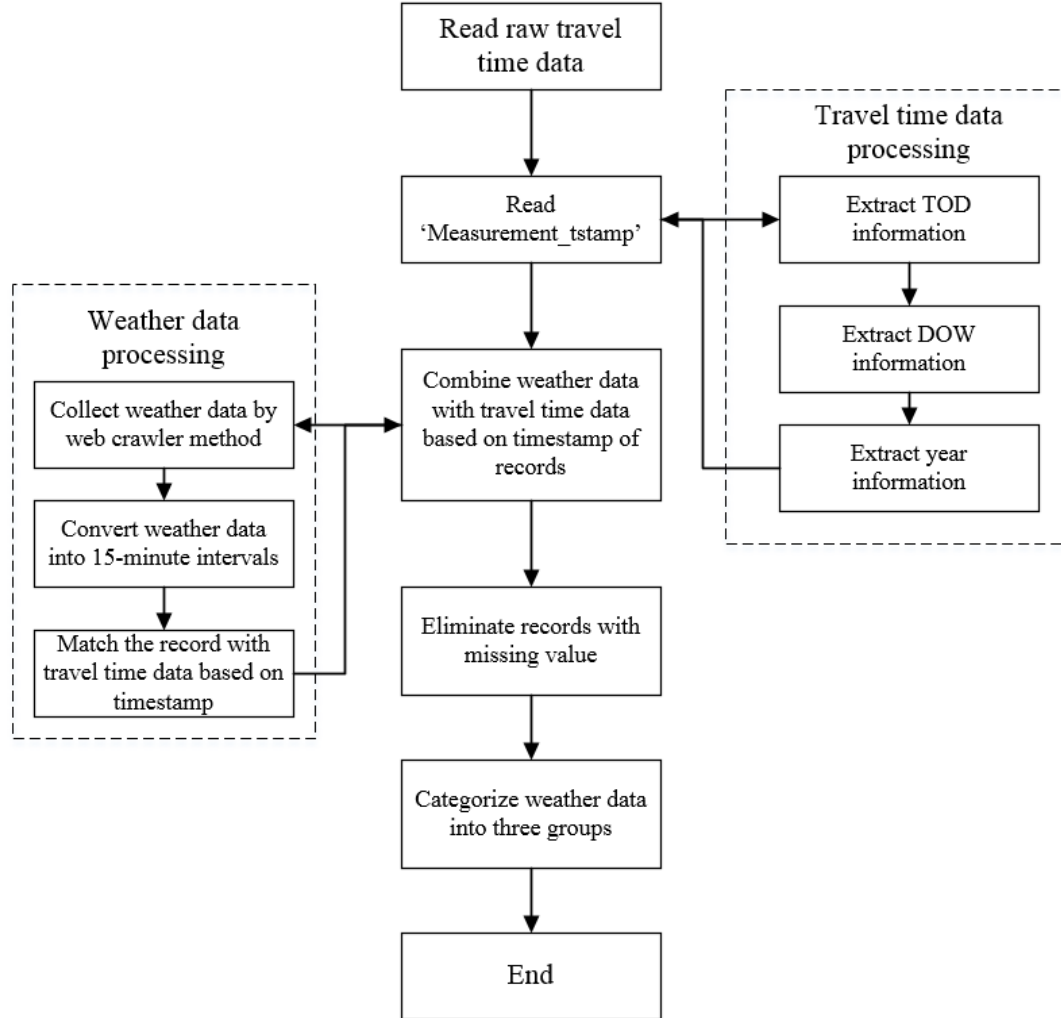 Read raw travel
time data
Travel time data
processing
Read
‘Measurement_tstamp’
Extract TOD
information
Extract DOW
information
Extract year
information
Weather data
processing
Collect weather data by
web crawler method
Convert weather data
into 15-minute intervals
Match the record with
travel time data based on
timestamp
Combine weather data
with travel time data
based on timestamp of
records
Eliminate records with
missing value
Categorize weather data
into three groups
End